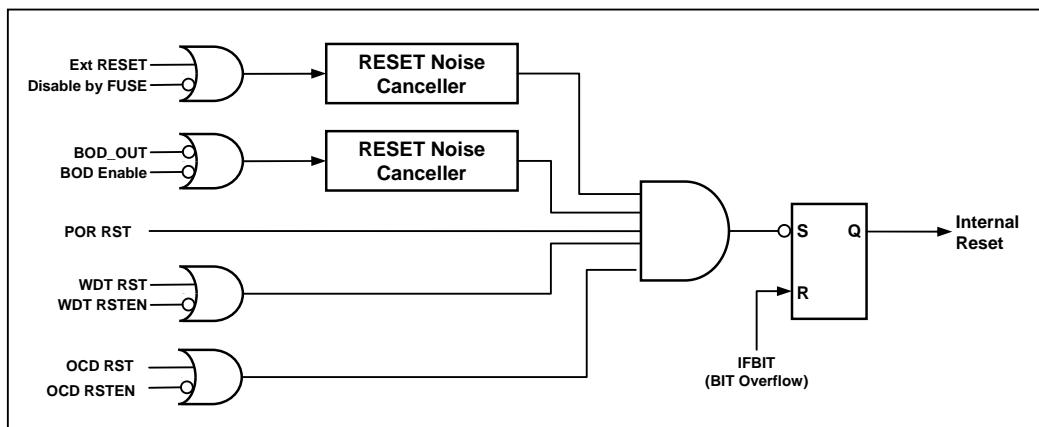 Ext RESET
Disable by FUSE
RESET Noise
Canceller
BOD_OUT
BOD Enable
RESET Noise
Canceller
POR RST
WDT RST
WDT RSTEN
OCD RST
OCD RSTEN
S
Q
R
Internal
Reset
IFBIT
(BIT Overflow)